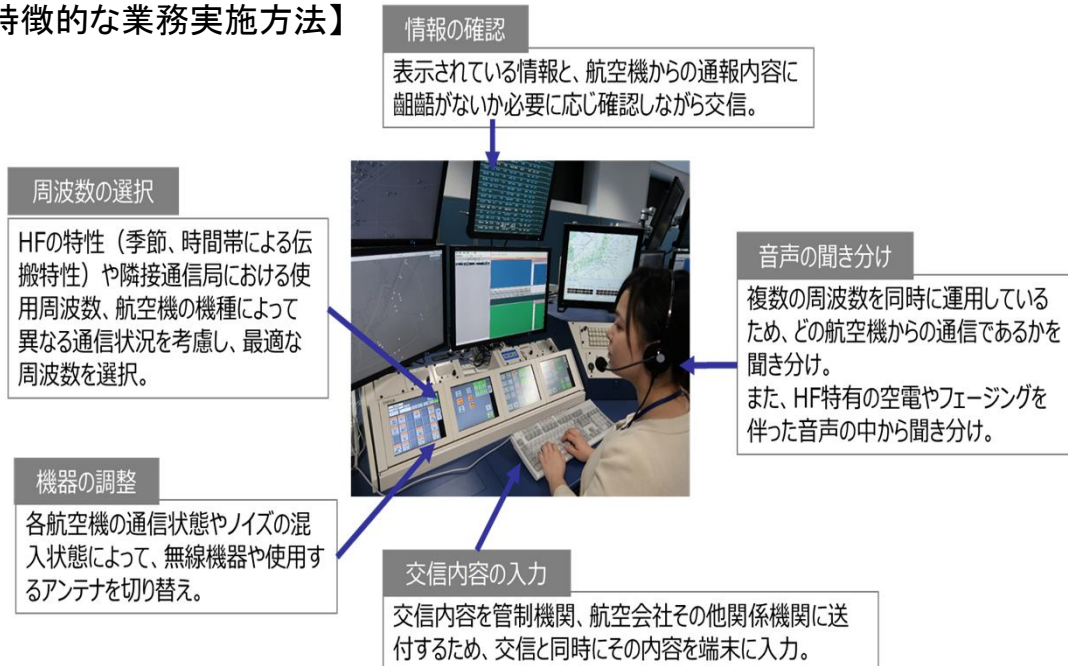 特徴的な業務実施方法】
情報の確認
表示されている情報と、航空機からの通報内容に
齟齬がないか必要に応じ確認しながら交信。
周波数の選択
HFの特性（季節、時間帯による伝
搬特性）や隣接通信局における使
用周波数、航空機の機種によって
異なる通信状況を考慮し、最適な
周波数を選択。
音声の聞き分け
複数の周波数を同時に運用している
ため、どの航空機からの通信であるかを
聞き分け。
また、HF特有の空電やフェージングを
伴った音声の中から聞き分け。
機器の調整
各航空機の通信状態やノイズの混
入状態によって、無線機器や使用す
るアンテナを切り替え。
交信内容の入力
交信内容を管制機関、航空会社その他関係機関に送
付するため、交信と同時にその内容を端末に入力。